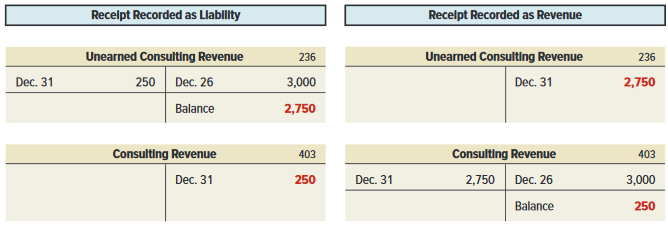 Receipt Recorded as Liability
Unearned Consulting Revenue 236
Dec. 31 250 Dec. 26 3,000
Balance 2,750
Consulting Revenue 403
Dec. 31 250
Receipt Recorded as Revenue
Unearned Consulting Revenue 236
Dec. 31 2,750
Consulting Revenue 403
Dec. 31 2,750 Dec. 26 3,000
Balance 250